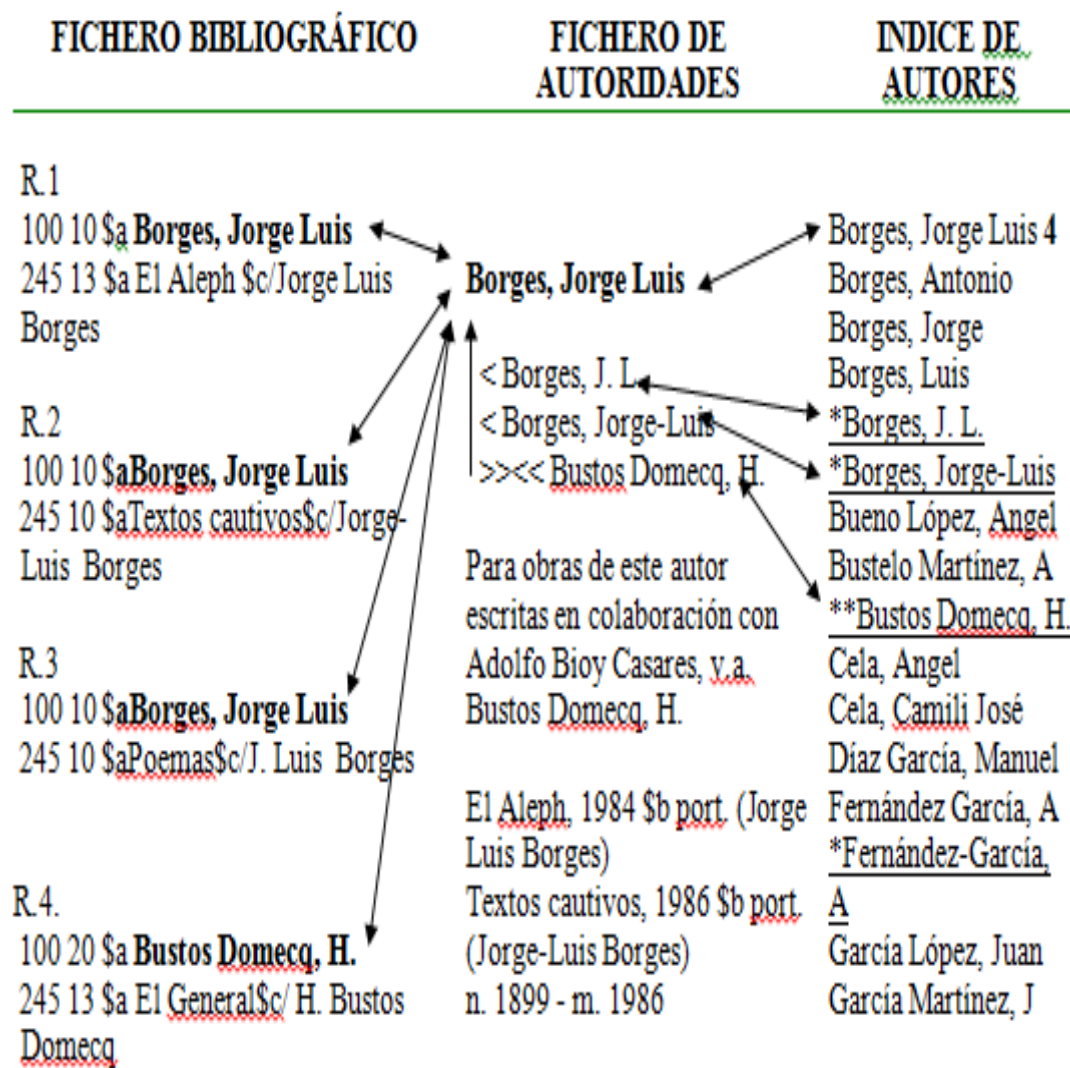 FICHERO BIBLIOGRÁFICO
R.1
100 10 $a Borges, Jorge Luis
245 13 $a El Aleph $c/Jorge Luis
Borges
R.2
100 10 $aBorges, Jorge Luis
245 10 $aTextos cautivos$c/Jorge-
Luis Borges
R.3
100 10 $aBorges, Jorge Luis
245 10 $aPoemas$c/J. Luis Borges
R.4.
100 20 $a Bustos Domecq, H.
245 13 $a El General$c/ H. Bustos
Domecq
FICHERO DE
AUTORIDADES
Borges, Jorge Luis
< Borges, J. L
< Borges, Jorge-Luis
>><< Bustos Domecq, H.
Para obras de este autor
escritas en colaboración con
Adolfo Bioy Casares, v.a.
Bustos Domecq, H.
El Aleph, 1984 $b port. (Jorge
Luis Borges)
Textos cautivos, 1986 $b port.
(Jorge-Luis Borges)
n. 1899 - m. 1986
INDICE DE
AUTORES
Borges, Jorge Luis 4
Borges, Antonio
Borges, Jorge
Borges, Luis
*Borges, J. L.
*Borges, Jorge-Luis
Bueno López, Angel
Bustelo Martínez, A
**Bustos Domecq, H.
Cela, Angel
Cela, Camili José
Díaz García, Manuel
Fernández García, A
*Fernández-García,
A
García López, Juan
García Martínez, J